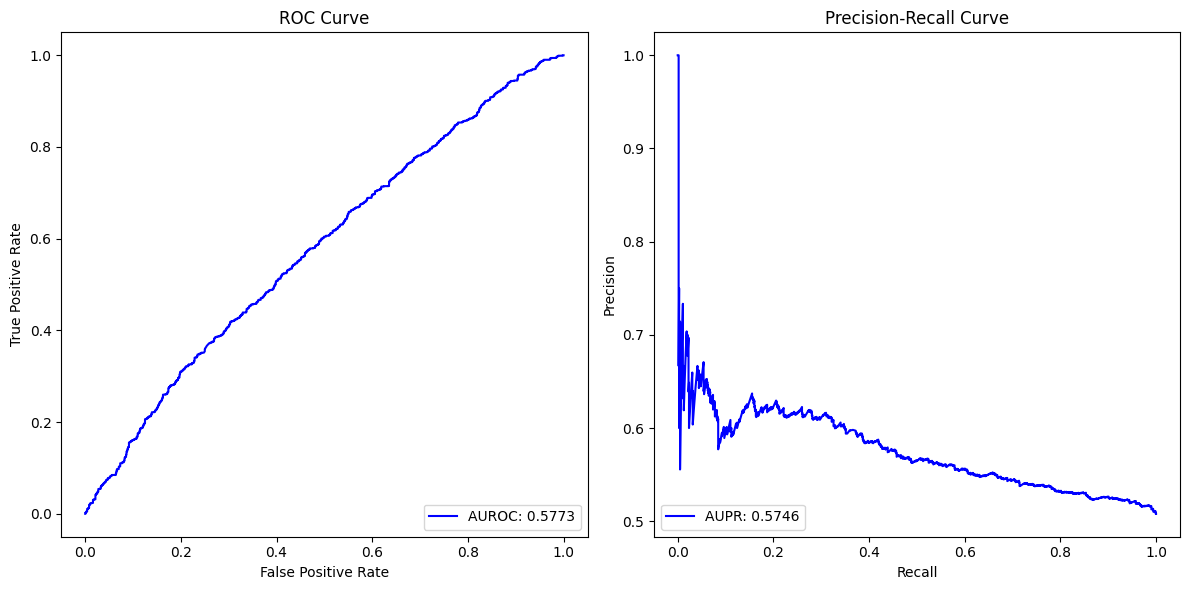 ROC Curve
1.0
0.8
0.6
0.4
0.2
0.0
True Positive Rate
0.0 0.2 0.4 0.6 0.8 1.0
False Positive Rate
AUROC: 0.5773
Precision-Recall Curve
1.0
0.9
0.8
0.7
0.6
0.5
Precision
0.0 0.2 0.4 0.6 0.8 1.0
Recall
AUPR: 0.5746